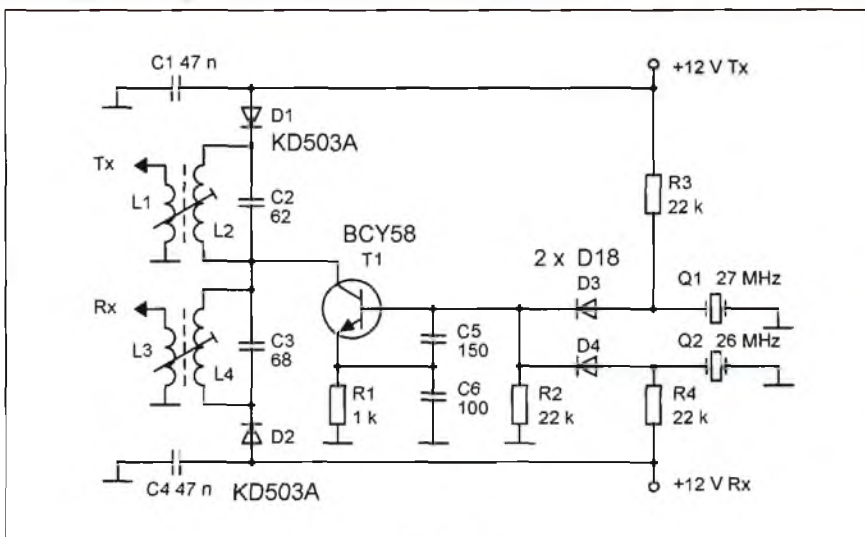 C1 47 n
+12 V Tx
D1
KD503A
Tx
L1
L2
C2
62
R3
22 k
BCY58
T1
2 x D18
D3
Q1 27 MHz
Rx
L3
L4
C3
68
C5
150
D4
Q2 26 MHz
R1
1 k
C6
100
R2
22 k
R4
22 k
D2
C4 47 n
KD503A
+12 V Rx